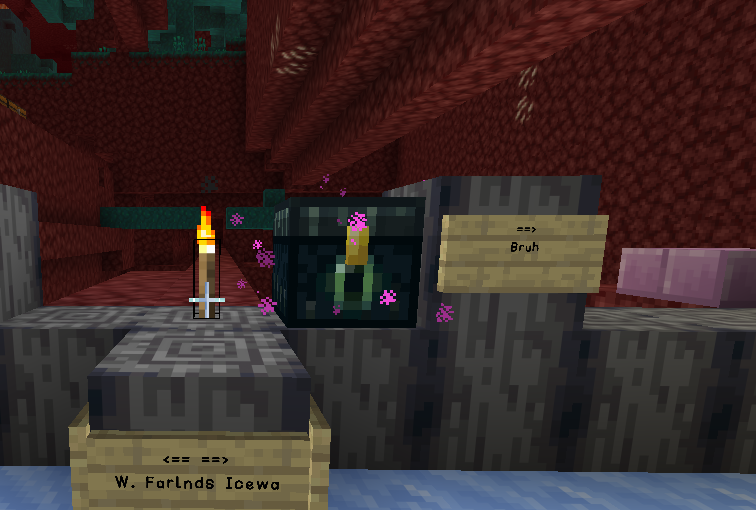 ==>
Bruh
<== ==>
W. Farlnds Icewa